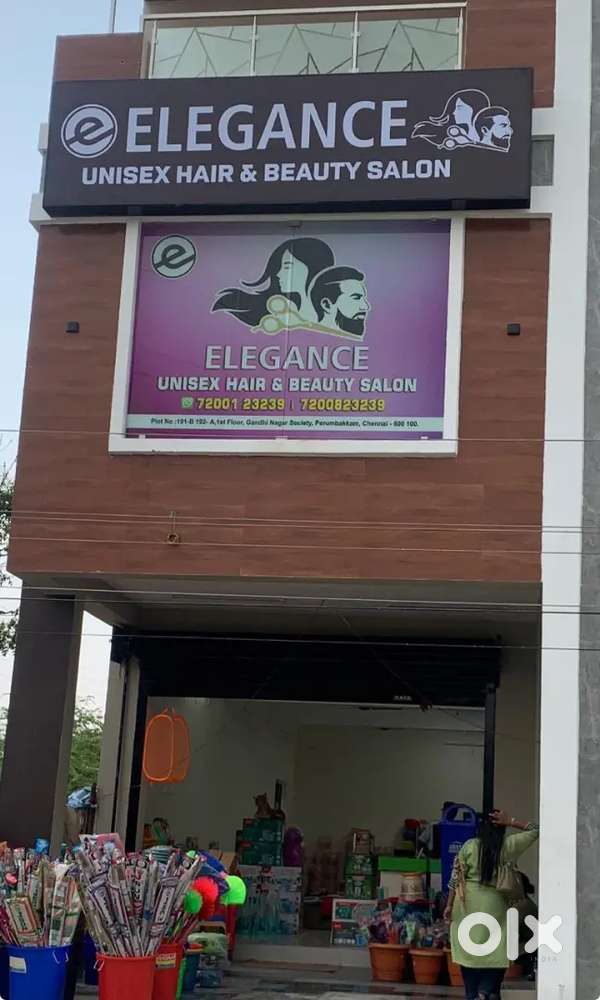 e ELEGANCE
UNISEX HAIR & BEAUTY SALON
e
ELEGANCE
UNISEX HAIR & BEAUTY SALON
72001 23239 | 7200823239
Plot No :191-B 192- A,1st Floor, Gandhi Nagar Society, Perumbakkam, Chennai - 600 100.
olx
INDIA